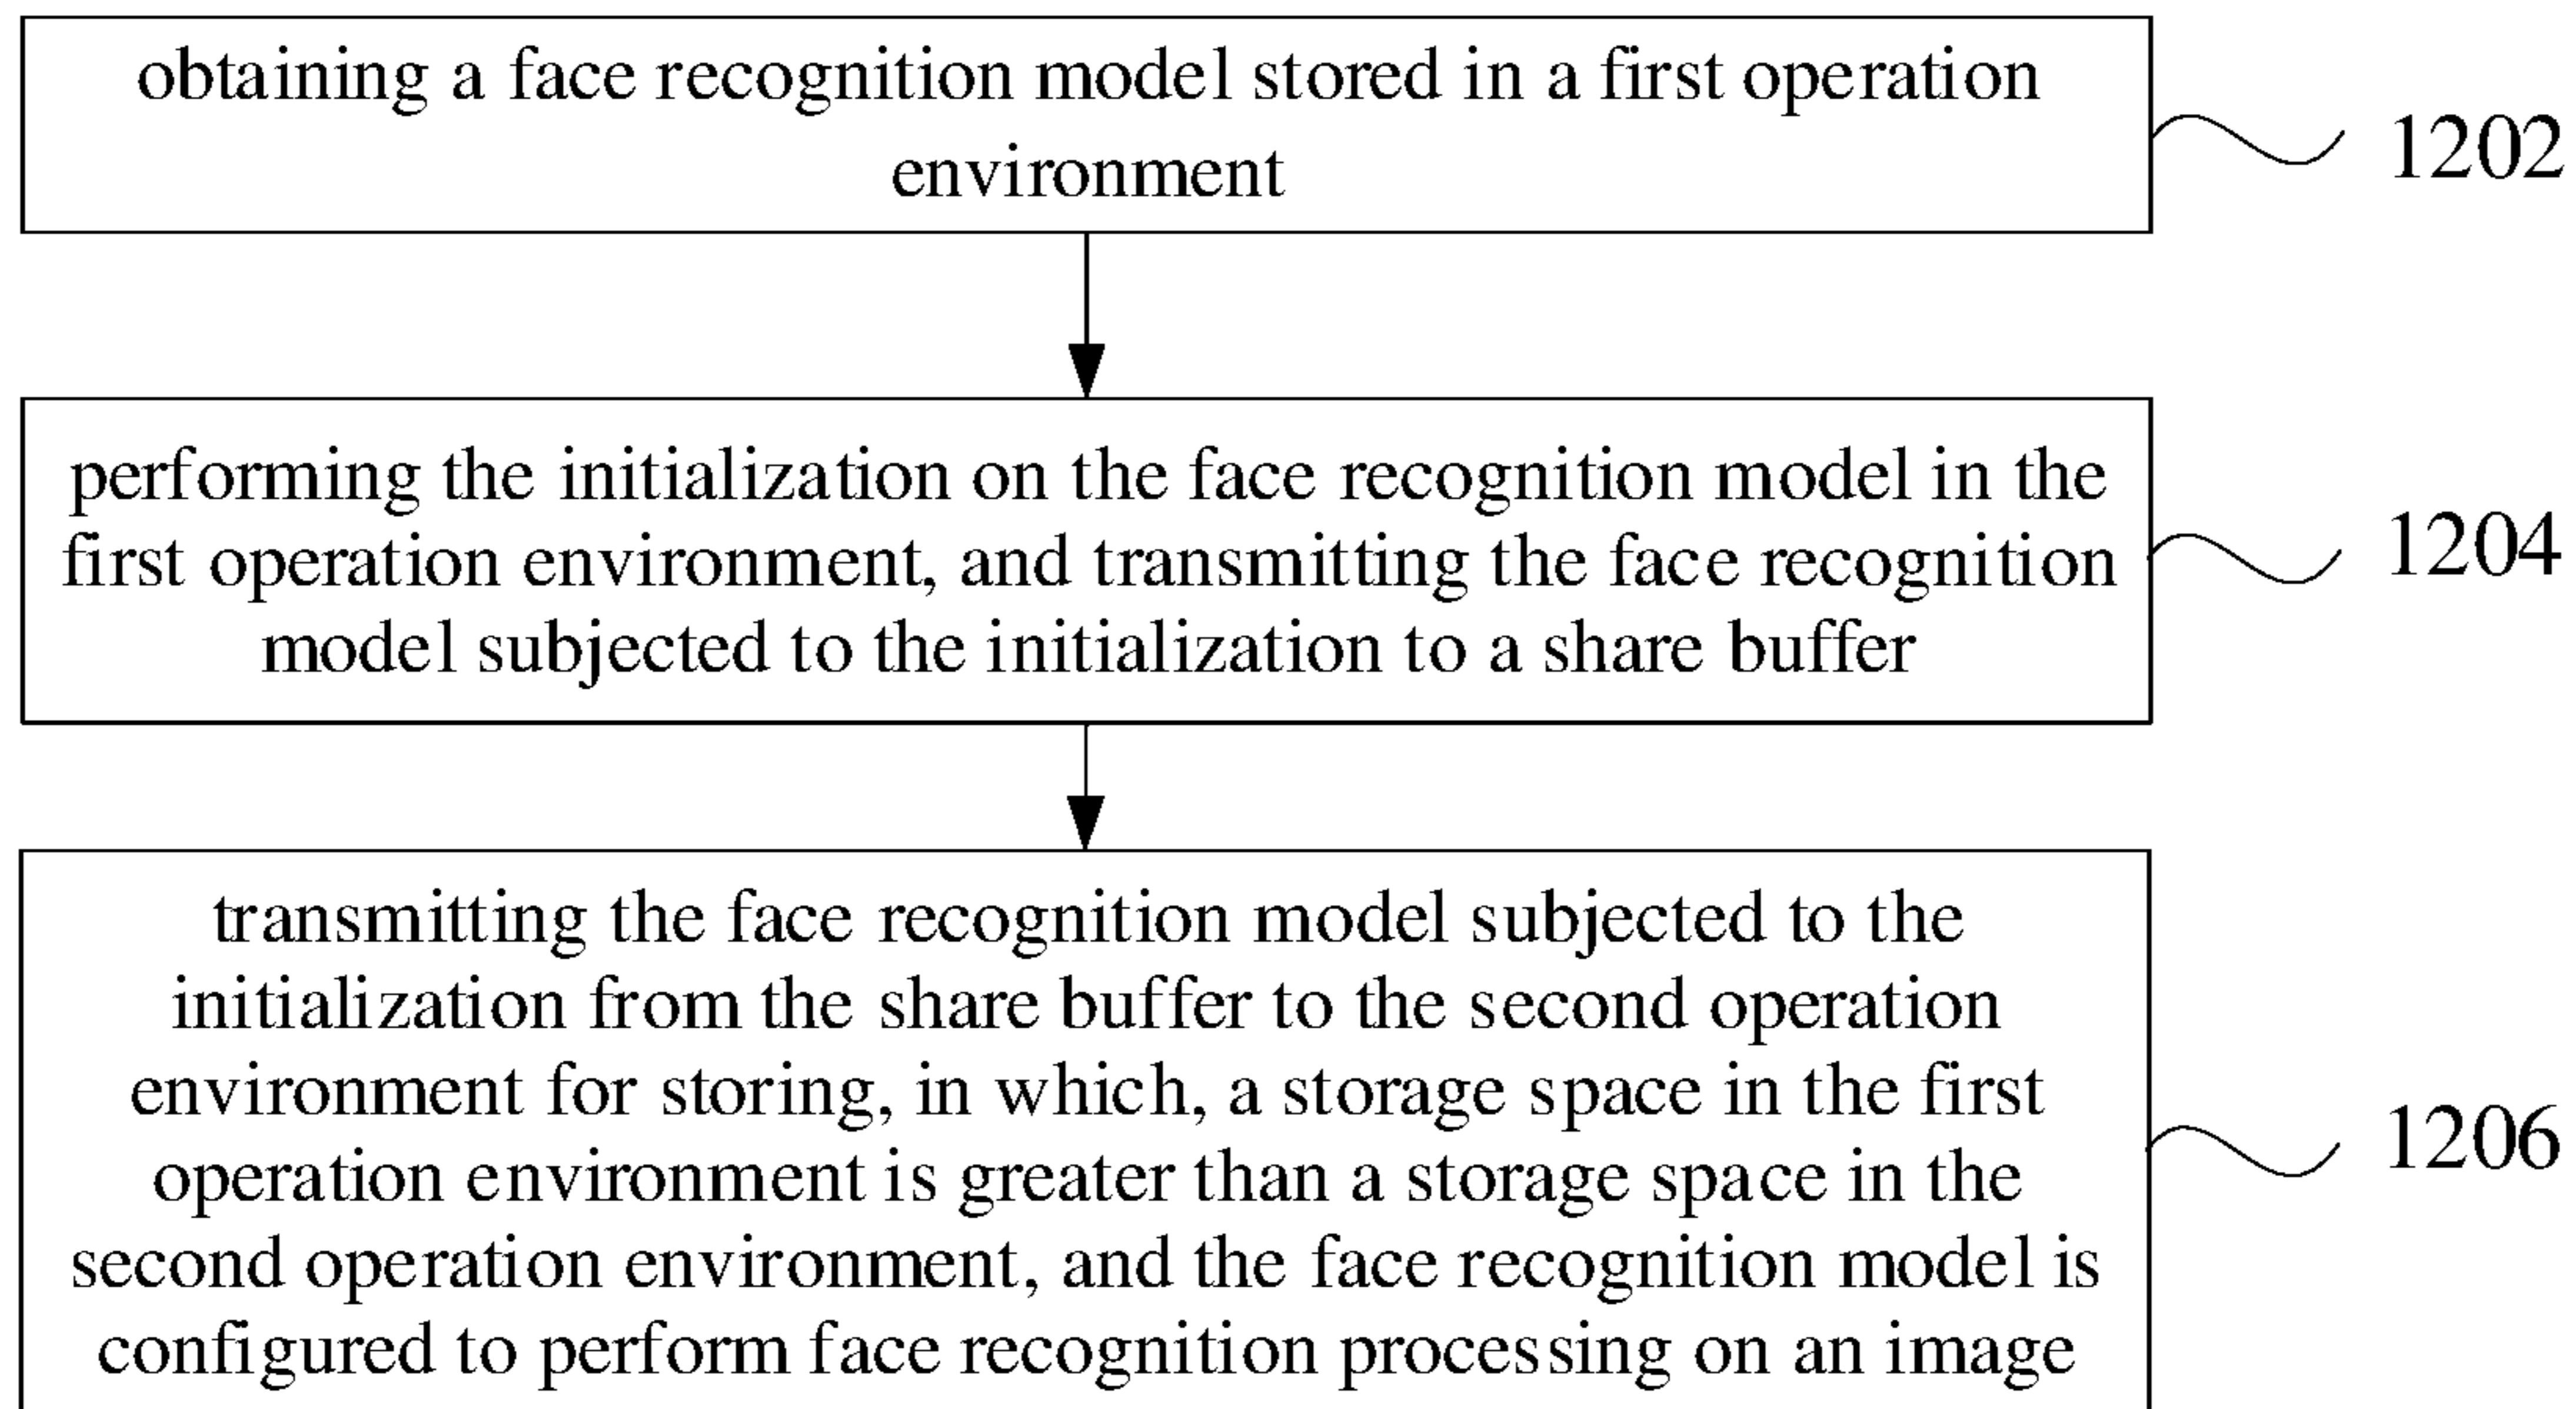 obtaining a face recognition model stored in a first operation
environment
1202
performing the initialization on the face recognition model in the
first operation environment, and transmitting the face recognition
model subjected to the initialization to a share buffer
1204
transmitting the face recognition model subjected to the
initialization from the share buffer to the second operation
environment for storing, in which, a storage space in the first
operation environment is greater than a storage space in the
second operation environment, and the face recognition model is
configured to perform face recognition processing on an image
1206